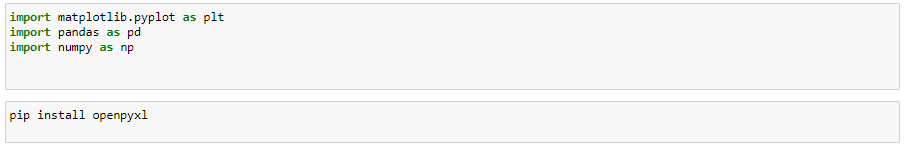 import matplotlib.pyplot as plt
import pandas as pd
import numpy as np
pip install openpyxl